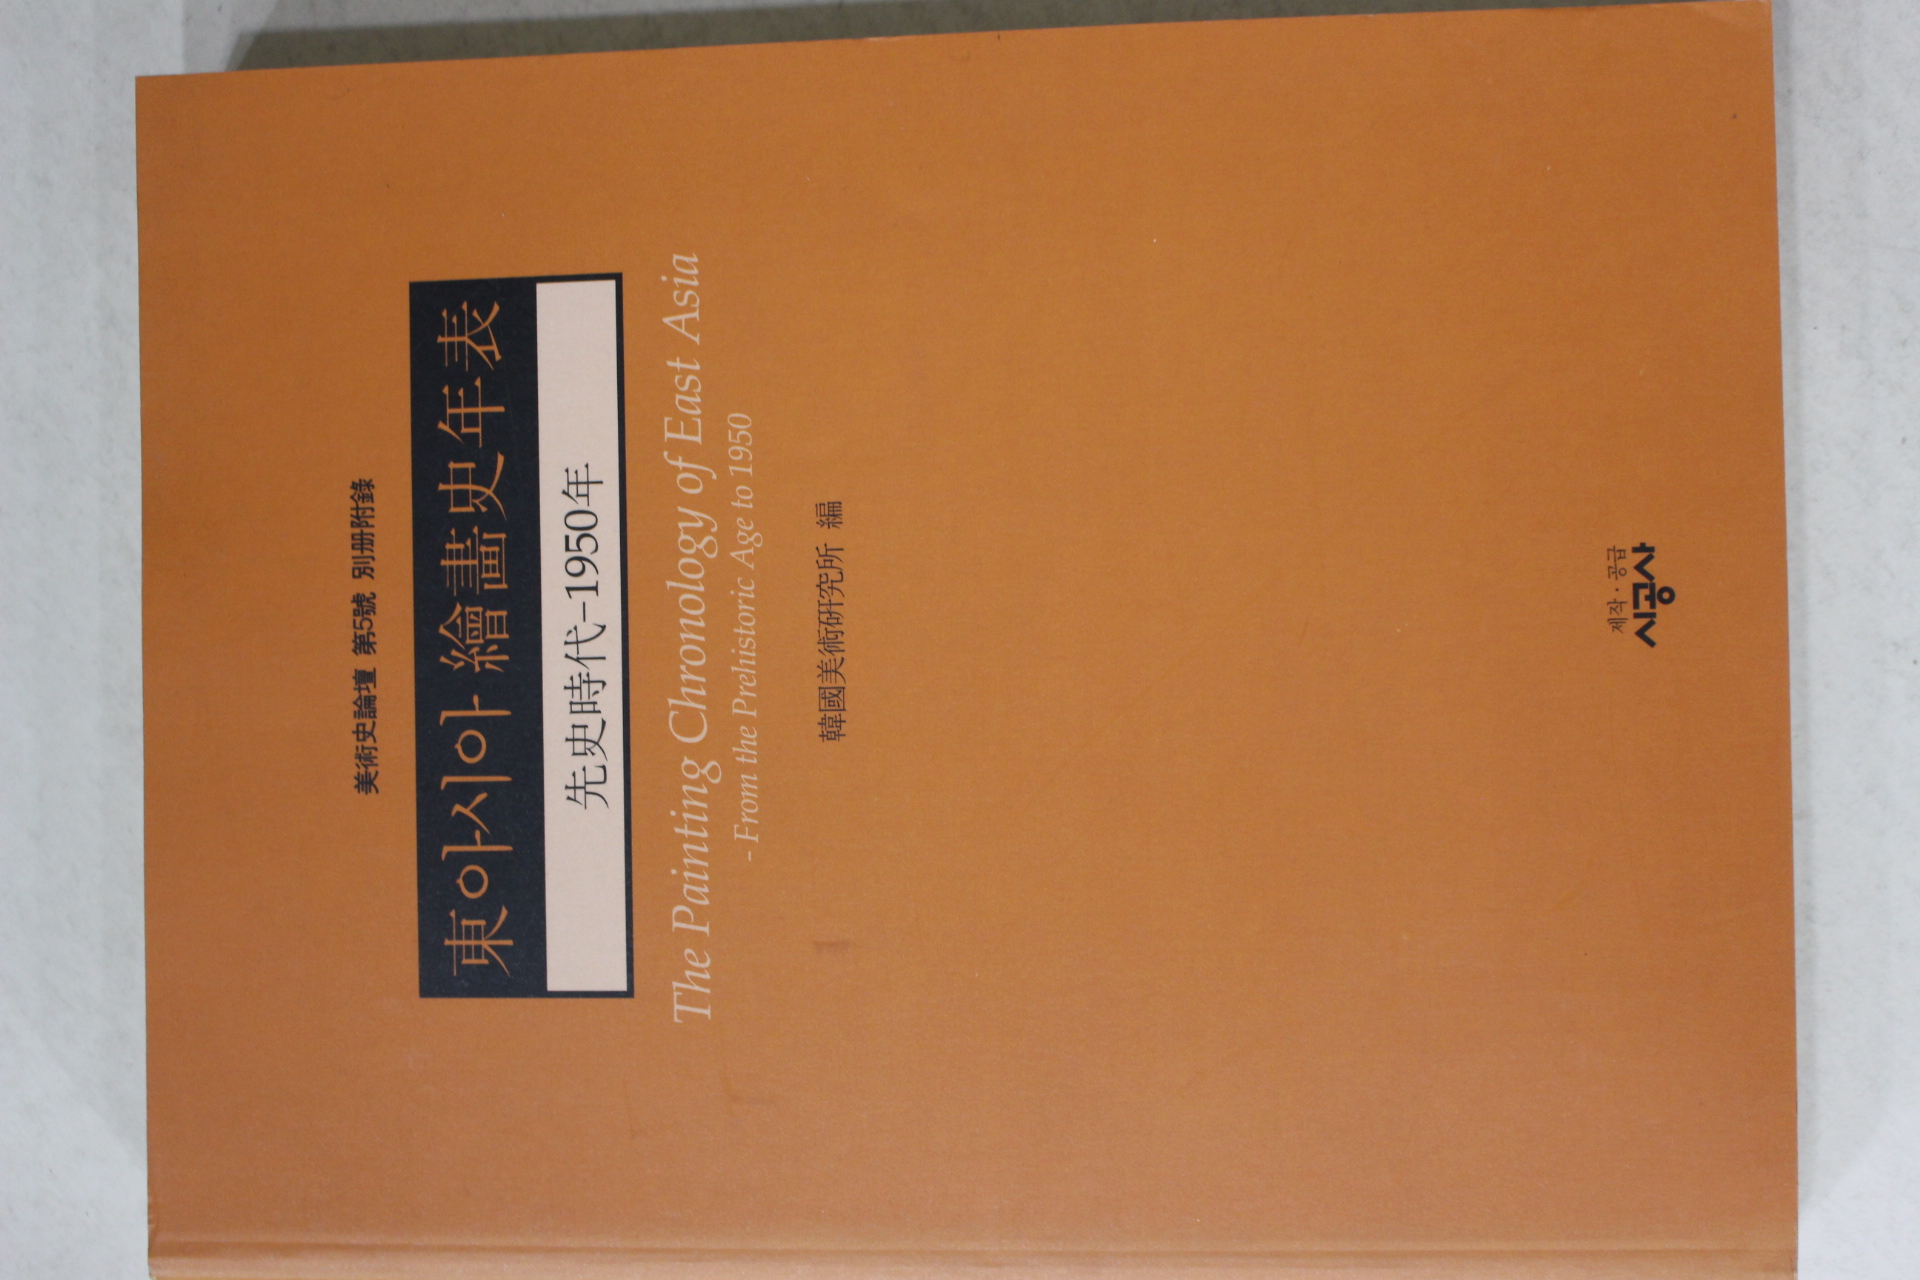 美術史論壇 第5號 別册附錄
東아시아 繪畵史年表
先史時代-1950年
The Painting Chronology of East Asia
- From the Prehistoric Age to 1950
韓國美術硏究所 編
제작·공급
시공사